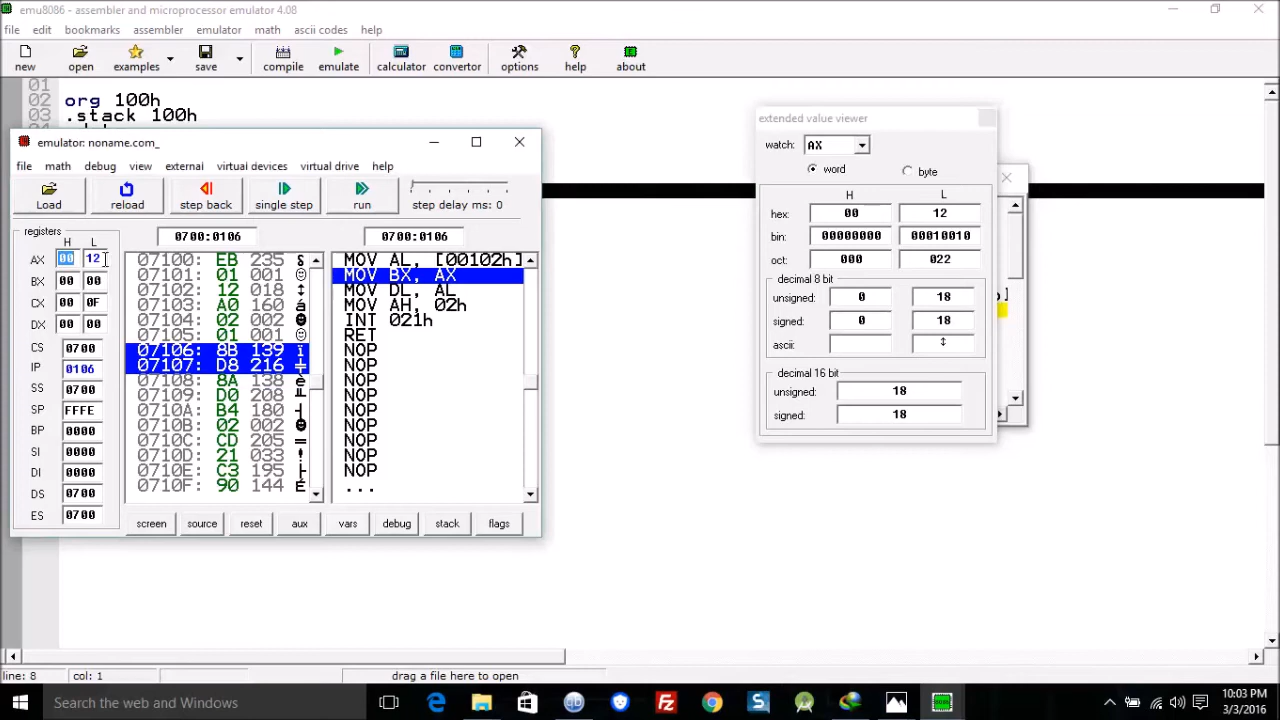 emu8086 - assembler and microprocessor emulator 4.08
file edit bookmarks assembler emulator math ascii codes help
new open examples save compile emulate calculator convertor options help about
01
02 org 100h
03 .stack 100h
emulator: noname.com_
file math debug view external virtual devices virtual drive help
Load reload step back single step run step delay ms: 0
registers
H L
AX 00 12
BX 00 00
CX 00 0F
DX 00 00
CS 0700
IP 0106
SS 0700
SP FFFE
BP 0000
SI 0000
DI 0000
DS 0700
ES 0700
0700:0106
07100: EB 235 δ
07101: 01 001 ☺
07102: 12 018 ↕
07103: A0 160 á
07104: 02 002 ☻
07105: 01 001 ☺
07106: 8B 139 ï
07107: D8 216 ╪
07108: 8A 138 è
07109: D0 208 ╨
0710A: B4 180 ┤
0710B: 02 002 ☻
0710C: CD 205 ═
0710D: 21 033 !
0710E: C3 195 ├
0710F: 90 144 É
0700:0106
MOV AL, [00102h]
MOV BX, AX
MOV DL, AL
MOV AH, 02h
INT 021h
RET
NOP
NOP
NOP
NOP
NOP
NOP
NOP
NOP
NOP
...
screen source reset aux vars debug stack flags
extended value viewer
watch: AX
word byte
H L
hex: 00 12
bin: 00000000 00010010
oct: 000 022
decimal 8 bit
unsigned: 0 18
signed: 0 18
ascii: ↕
decimal 16 bit
unsigned: 18
signed: 18
line: 8 col: 1 drag a file here to open
Search the web and Windows
10:03 PM
3/3/2016